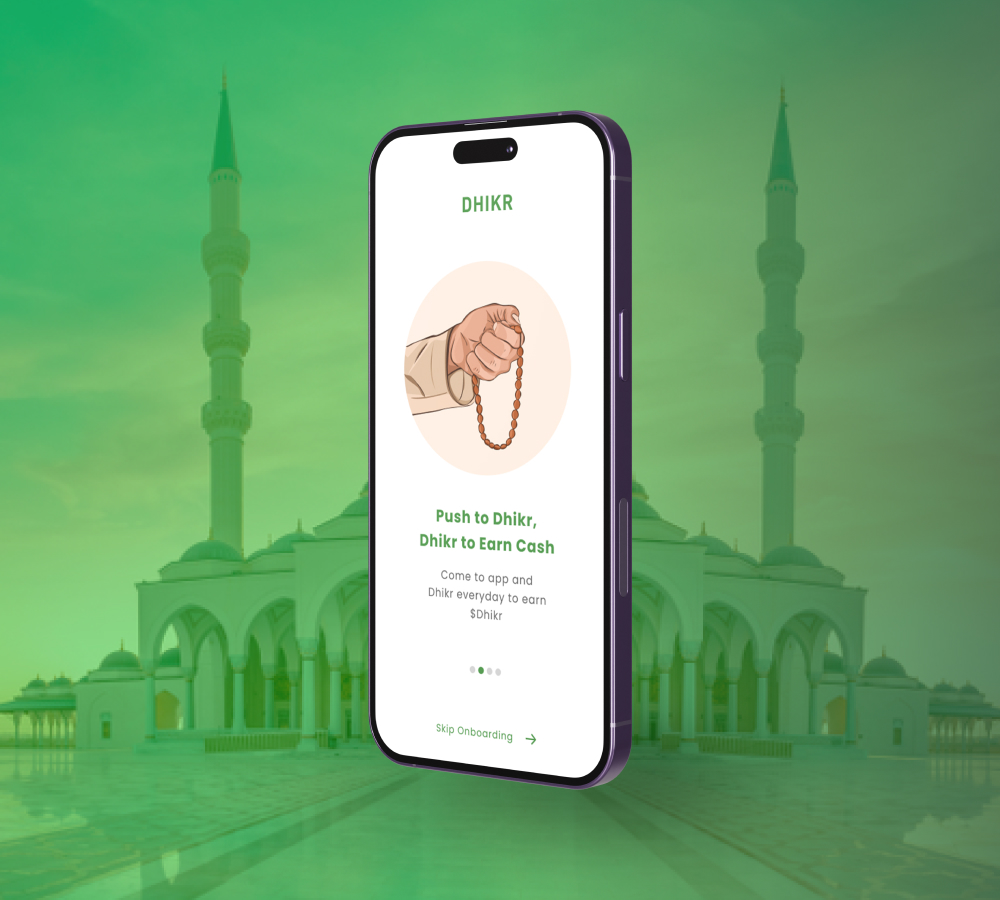 DHIKR
Push to Dhikr,
Dhikr to Earn Cash
Come to app and
Dhikr everyday to earn
$Dhikr
Skip Onboarding